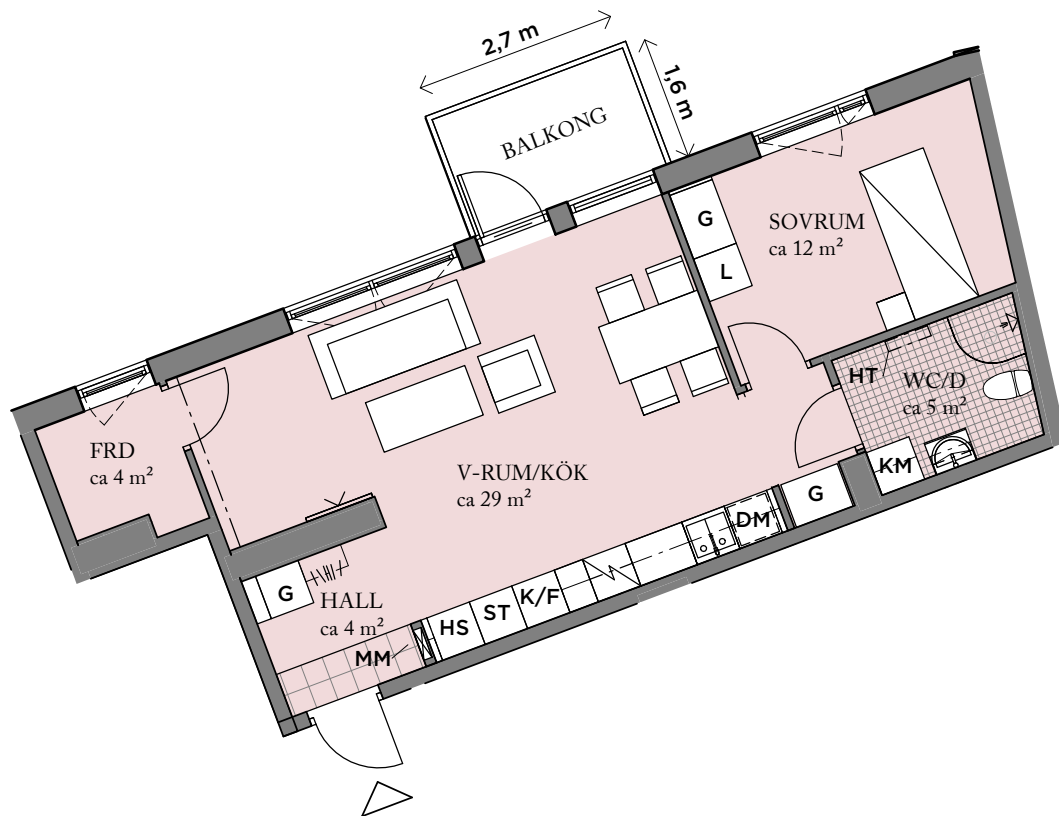 2,7 m
1,6 m
BALKONG
G
L
SOVRUM
ca 12 m²
HT
WC/D
ca 5 m²
FRD
ca 4 m²
V-RUM/KÖK
ca 29 m²
KM
G
DM
G
HALL
ca 4 m²
K/F
ST
HS
MM